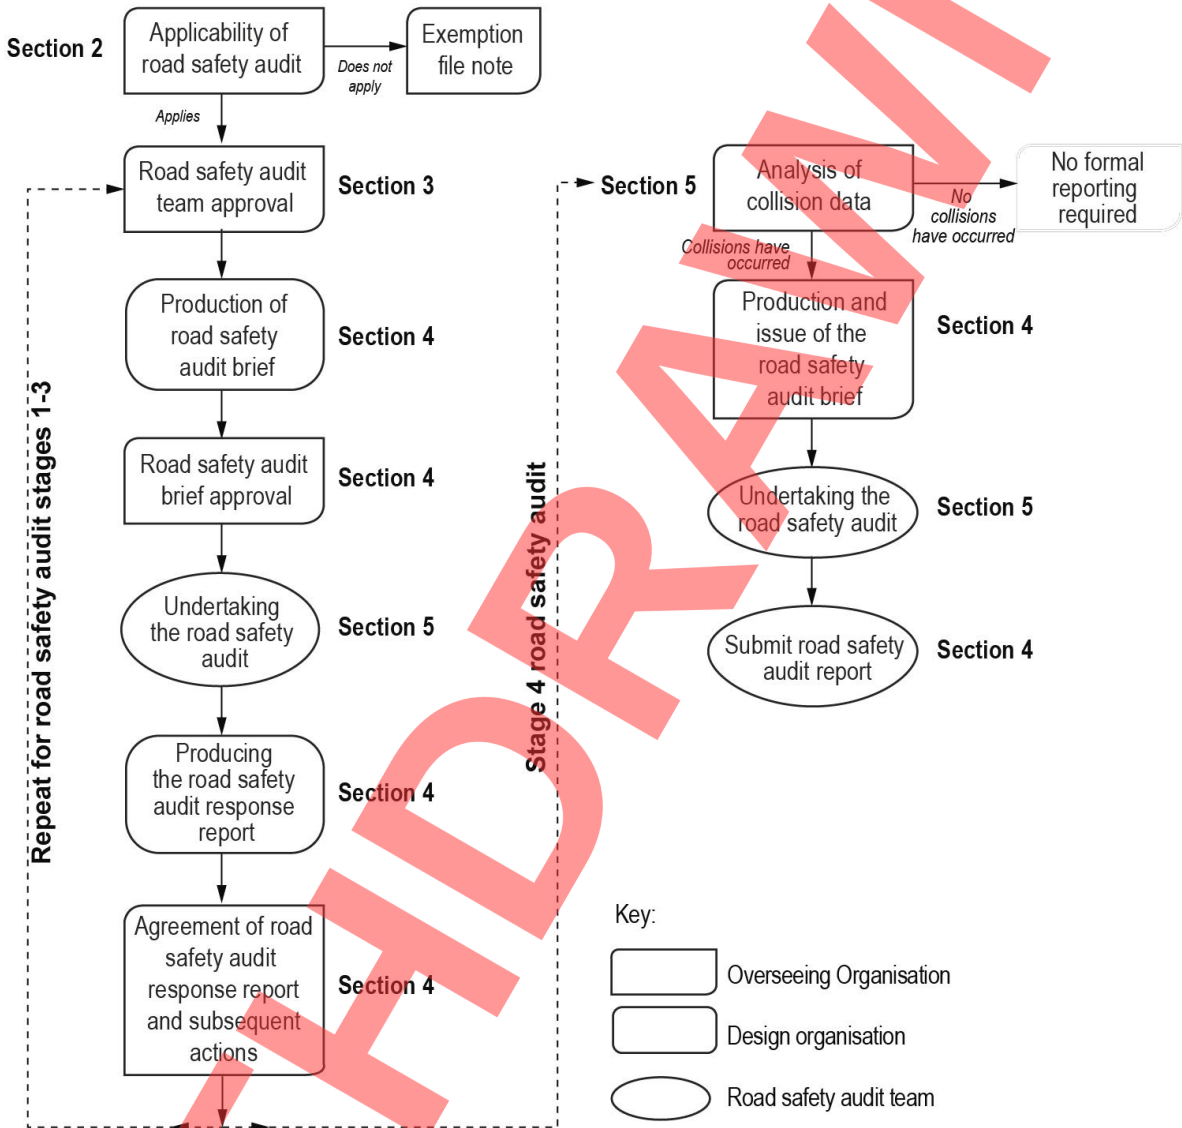 Section 2
Applicability of
road safety audit
Does not
apply
Exemption
file note
Applies
Road safety audit
team approval
Section 3
Production of
road safety
audit brief
Section 4
Road safety audit
brief approval
Section 4
Undertaking
the road safety
audit
Section 5
Producing
the road safety
audit response
report
Section 4
Agreement of road
safety audit
response report
and subsequent
actions
Section 4
Repeat for road safety audit stages 1-3
Stage 4 road safety audit
Section 5
Analysis of
collision data
No
collisions
have occurred
No formal
reporting
required
Collisions have
occurred
Production and
issue of the
road safety
audit brief
Section 4
Undertaking the
road safety audit
Section 5
Submit road safety
audit report
Section 4
Key:
Overseeing Organisation
Design organisation
Road safety audit team
THDRAW